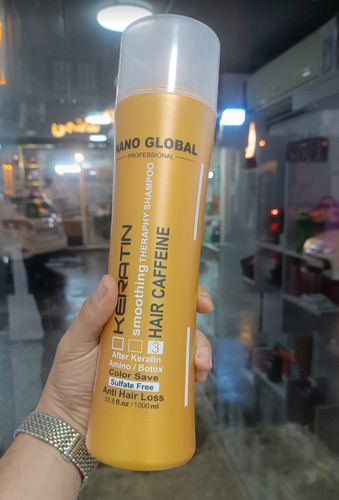 NANO GLOBAL
PROFESSIONAL
KERATIN
smoothing THERAPHY SHAMPOO
HAIR CAFFEINE
3
After Keratin
Amino / Botox
Color Save
Sulfate Free
Anti Hair Loss
33.8 fl.oz / 1000 ml